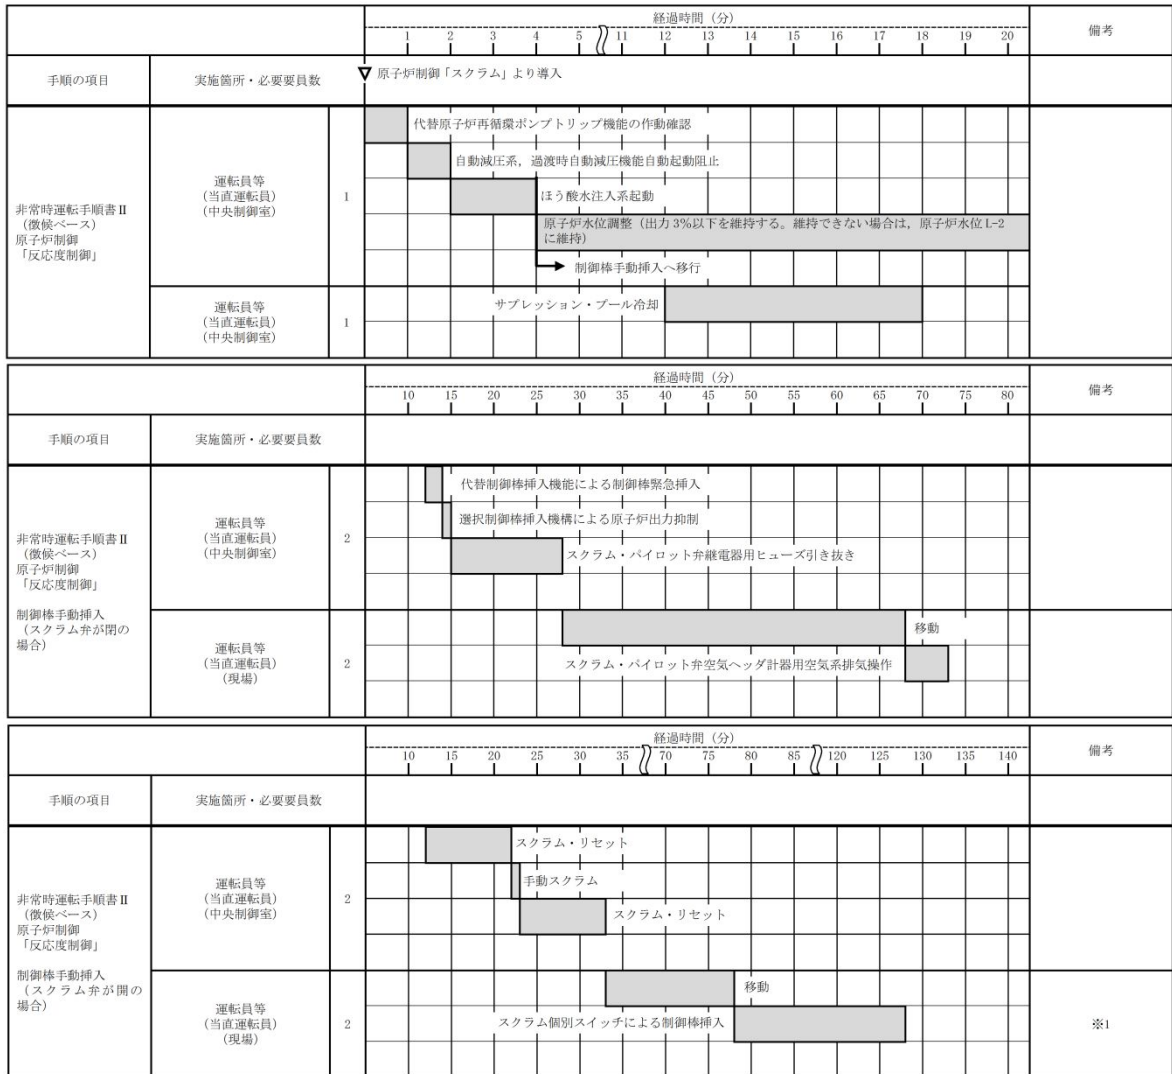 経過時間（分）
備考
1 2 3 4 5 11 12 13 14 15 16 17 18 19 20
手順の項目
実施箇所・必要要員数
原子炉制御「スクラム」より導入
代替原子炉再循環ポンプトリップ機能の作動確認
自動減圧系，過渡時自動減圧機能自動起動阻止
非常時運転手順書Ⅱ
（徴候ベース）
原子炉制御
「反応度制御」
運転員等
（当直運転員）
（中央制御室）
1
ほう酸水注入系起動
原子炉水位調整（出力3%以下を維持する。維持できない場合は，原子炉水位L-2
に維持）
制御棒手動挿入へ移行
運転員等
（当直運転員）
（中央制御室）
1
サプレッション・プール冷却
経過時間（分）
備考
10 15 20 25 30 35 40 45 50 55 60 65 70 75 80
手順の項目
実施箇所・必要要員数
非常時運転手順書Ⅱ
（徴候ベース）
原子炉制御
「反応度制御」
制御棒手動挿入
（スクラム弁が閉の
場合）
運転員等
（当直運転員）
（中央制御室）
2
代替制御棒挿入機能による制御棒緊急挿入
選択制御棒挿入機構による原子炉出力抑制
スクラム・パイロット弁継電器用ヒューズ引き抜き
運転員等
（当直運転員）
（現場）
2
移動
スクラム・パイロット弁空気ヘッダ計器用空気系排気操作
経過時間（分）
備考
10 15 20 25 30 35 70 75 80 85 120 125 130 135 140
手順の項目
実施箇所・必要要員数
非常時運転手順書Ⅱ
（徴候ベース）
原子炉制御
「反応度制御」
制御棒手動挿入
（スクラム弁が開の
場合）
運転員等
（当直運転員）
（中央制御室）
2
スクラム・リセット
手動スクラム
スクラム・リセット
運転員等
（当直運転員）
（現場）
2
移動
スクラム個別スイッチによる制御棒挿入
※1